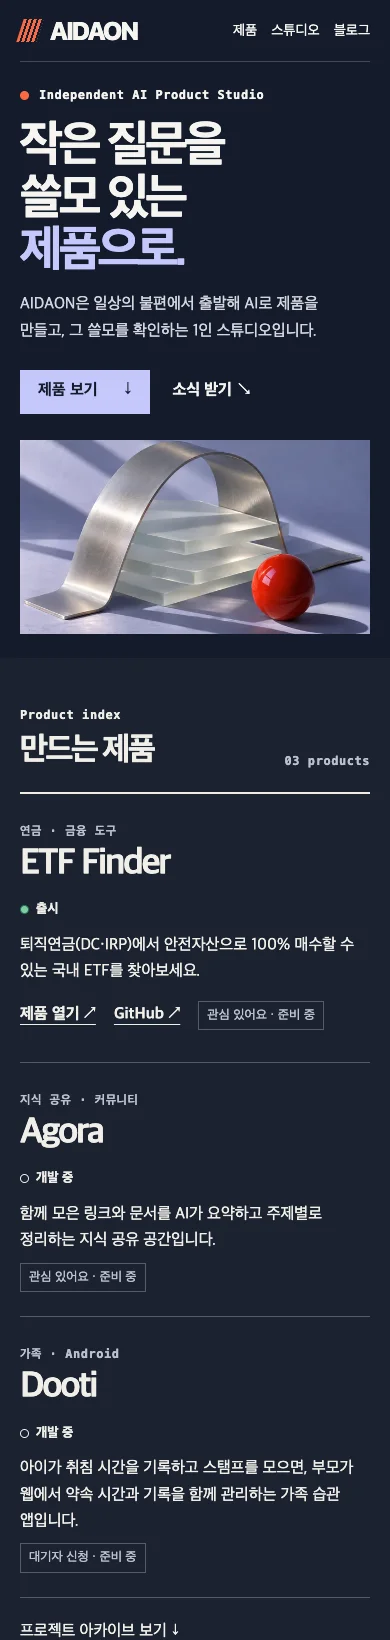 AIDAON
제품 스튜디오 블로그
Independent AI Product Studio
작은 질문을
쓸모 있는
제품으로.
AIDAON은 일상의 불편에서 출발해 AI로 제품을
만들고, 그 쓸모를 확인하는 1인 스튜디오입니다.
제품 보기 ↓ 소식 받기 ↘
Product index
만드는 제품
03 products
연금 · 금융 도구
ETF Finder
출시
퇴직연금(DC·IRP)에서 안전자산으로 100% 매수할 수
있는 국내 ETF를 찾아보세요.
제품 열기 ↗ GitHub ↗ 관심 있어요 · 준비 중
지식 공유 · 커뮤니티
Agora
개발 중
함께 모은 링크와 문서를 AI가 요약하고 주제별로
정리하는 지식 공유 공간입니다.
관심 있어요 · 준비 중
가족 · Android
Dooti
개발 중
아이가 취침 시간을 기록하고 스탬프를 모으면, 부모가
웹에서 약속 시간과 기록을 함께 관리하는 가족 습관
앱입니다.
대기자 신청 · 준비 중
프로젝트 아카이브 보기 ↓